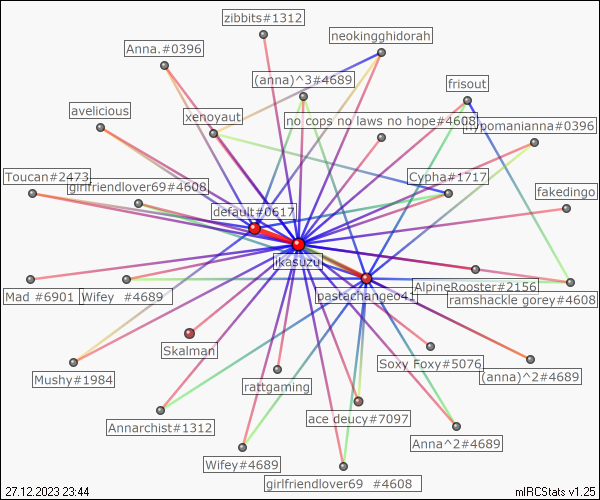 zibbits#1312
neokingghidorah
Anna.#0396
(anna)^3#4689
frisout
avelicious
xenoyaut
no cops no laws no hope#4608
hypomanianna#0396
Toucan#2473
girlfriendlover69#4608
Cypha#1717
fakedingo
default#0617
ikasuzu
Mad #6901
Wifey   #4689
pastachangeo41
AlpineRooster#2156
ramshackle gorey#4608
Skalman
Soxy Foxy#5076
Mushy#1984
rattgaming
(anna)^2#4689
Annarchist#1312
ace deucy#7097
Anna^2#4689
Wifey#4689
girlfriendlover69  #4608
27.12.2023 23:44
mIRCStats v1.25